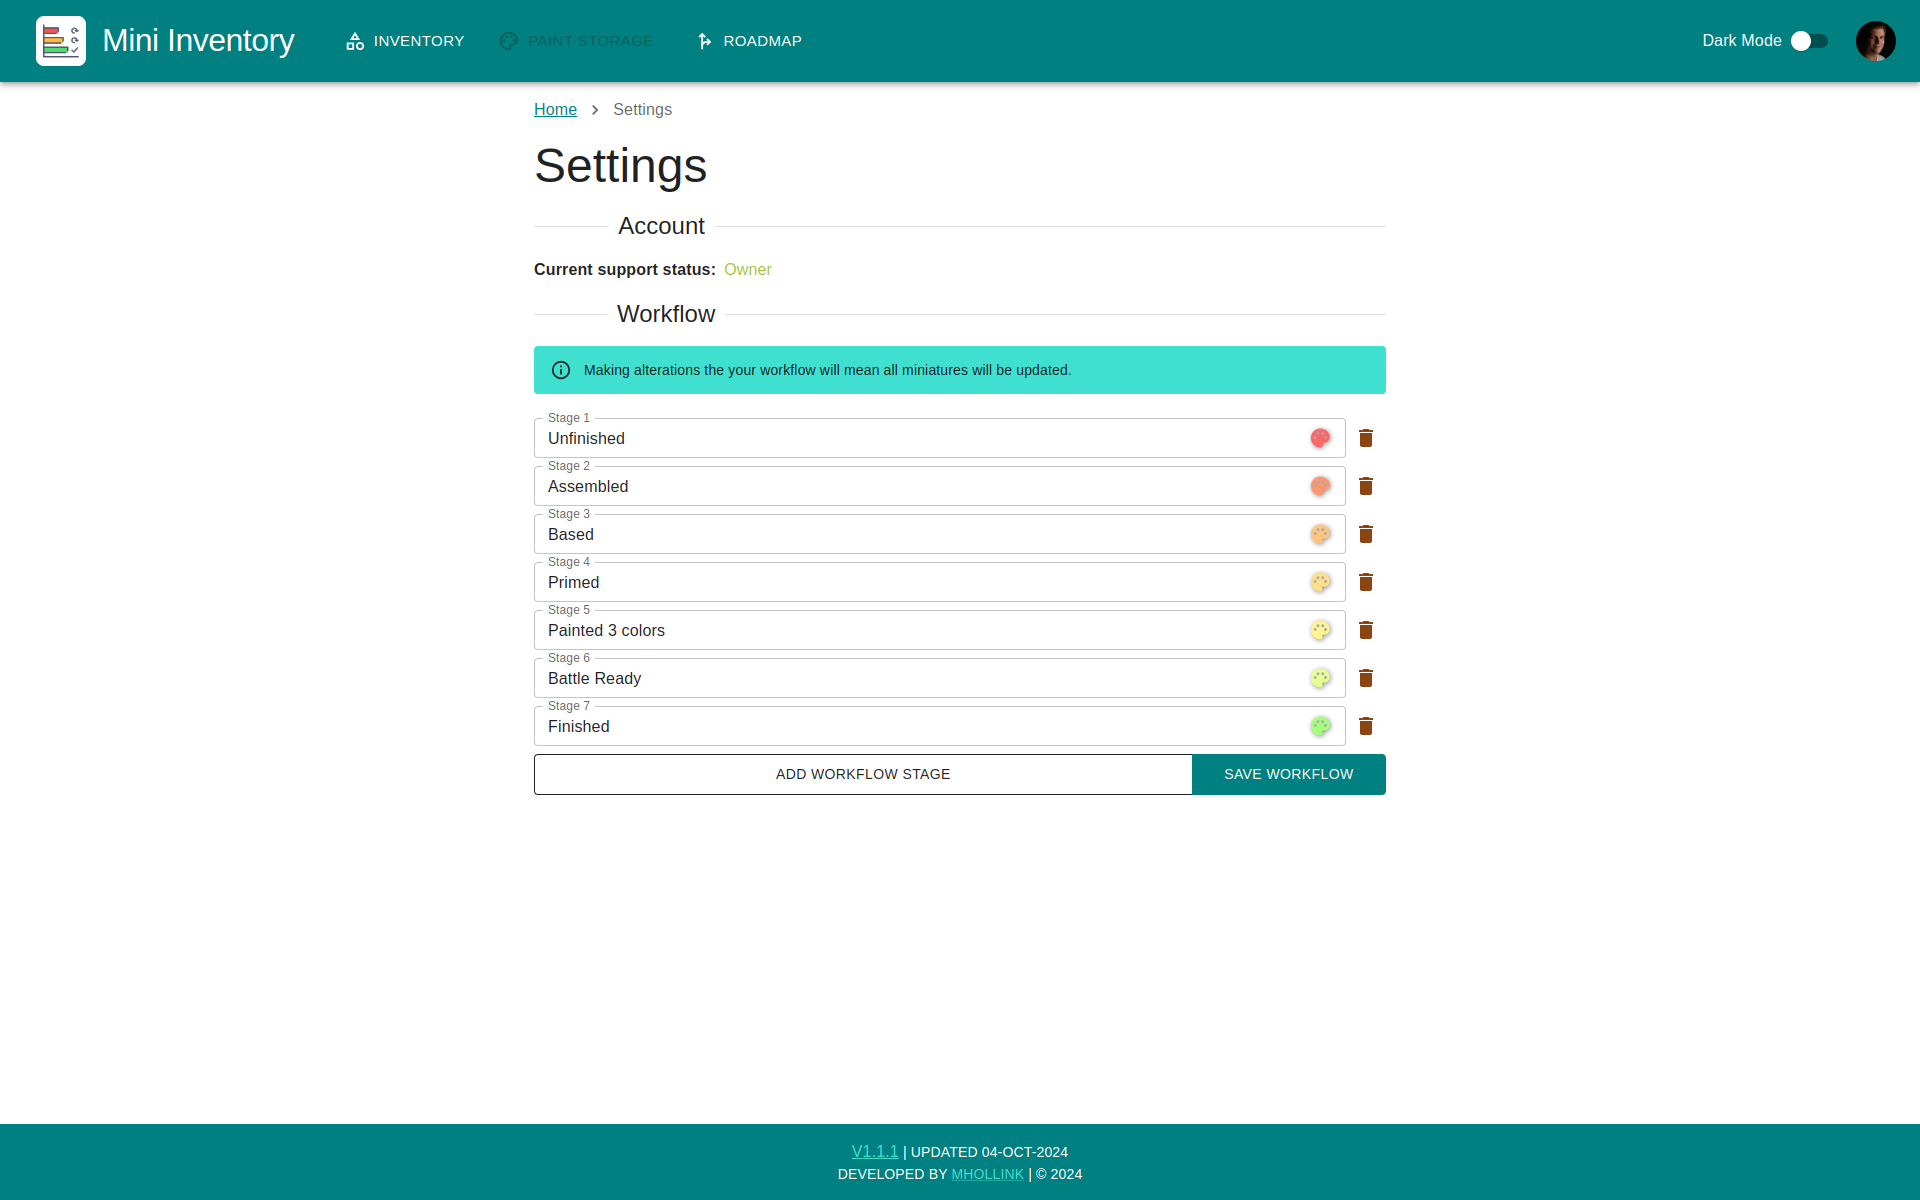 Mini Inventory
INVENTORY
PAINT STORAGE
ROADMAP
Dark Mode
Home
Settings
Settings
Account
Current support status: Owner
Workflow
Making alterations the your workflow will mean all miniatures will be updated.
Stage 1
Unfinished
Stage 2
Assembled
Stage 3
Based
Stage 4
Primed
Stage 5
Painted 3 colors
Stage 6
Battle Ready
Stage 7
Finished
ADD WORKFLOW STAGE
SAVE WORKFLOW
V1.1.1 | UPDATED 04-OCT-2024
DEVELOPED BY MHOLLINK | © 2024